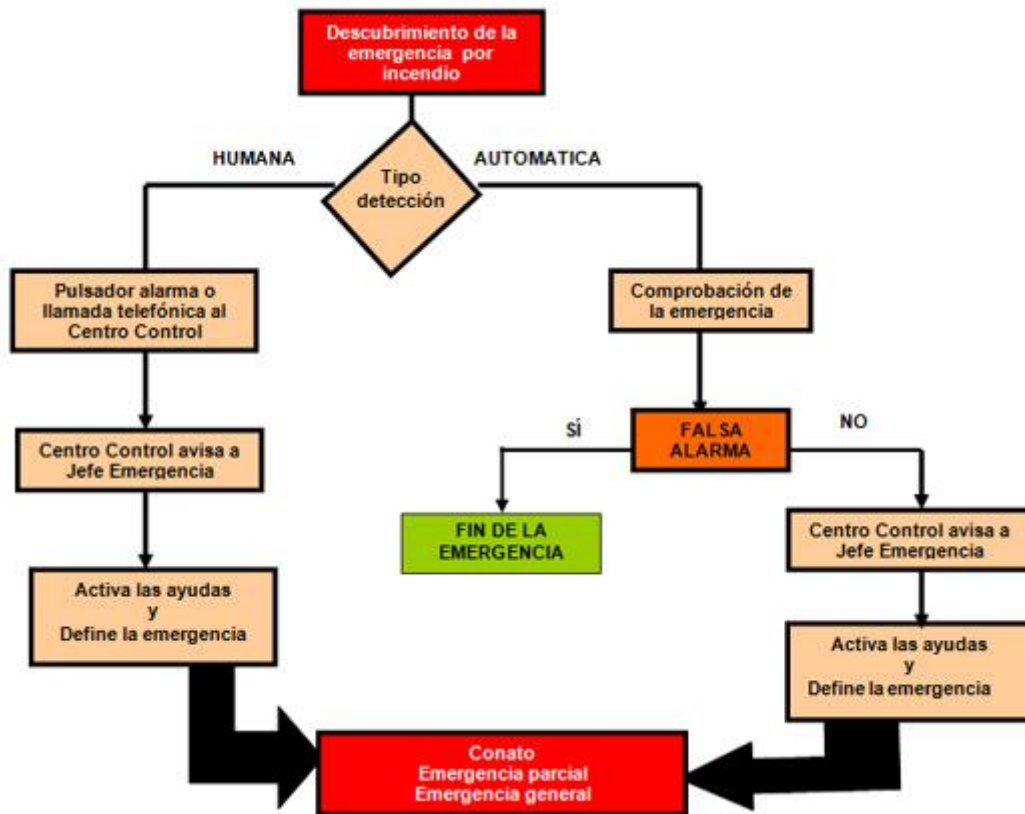 Descubrimiento de la
emergencia por
incendio
HUMANA
AUTOMATICA
Tipo
detección
Pulsador alarma o
llamada telefónica al
Centro Control
Comprobación de
la emergencia
SÍ
FALSA
ALARMA
NO
Centro Control avisa a
Jefe Emergencia
FIN DE LA
EMERGENCIA
Centro Control avisa a
Jefe Emergencia
Activa las ayudas
y
Define la emergencia
Activa las ayudas
y
Define la emergencia
Conato
Emergencia parcial
Emergencia general